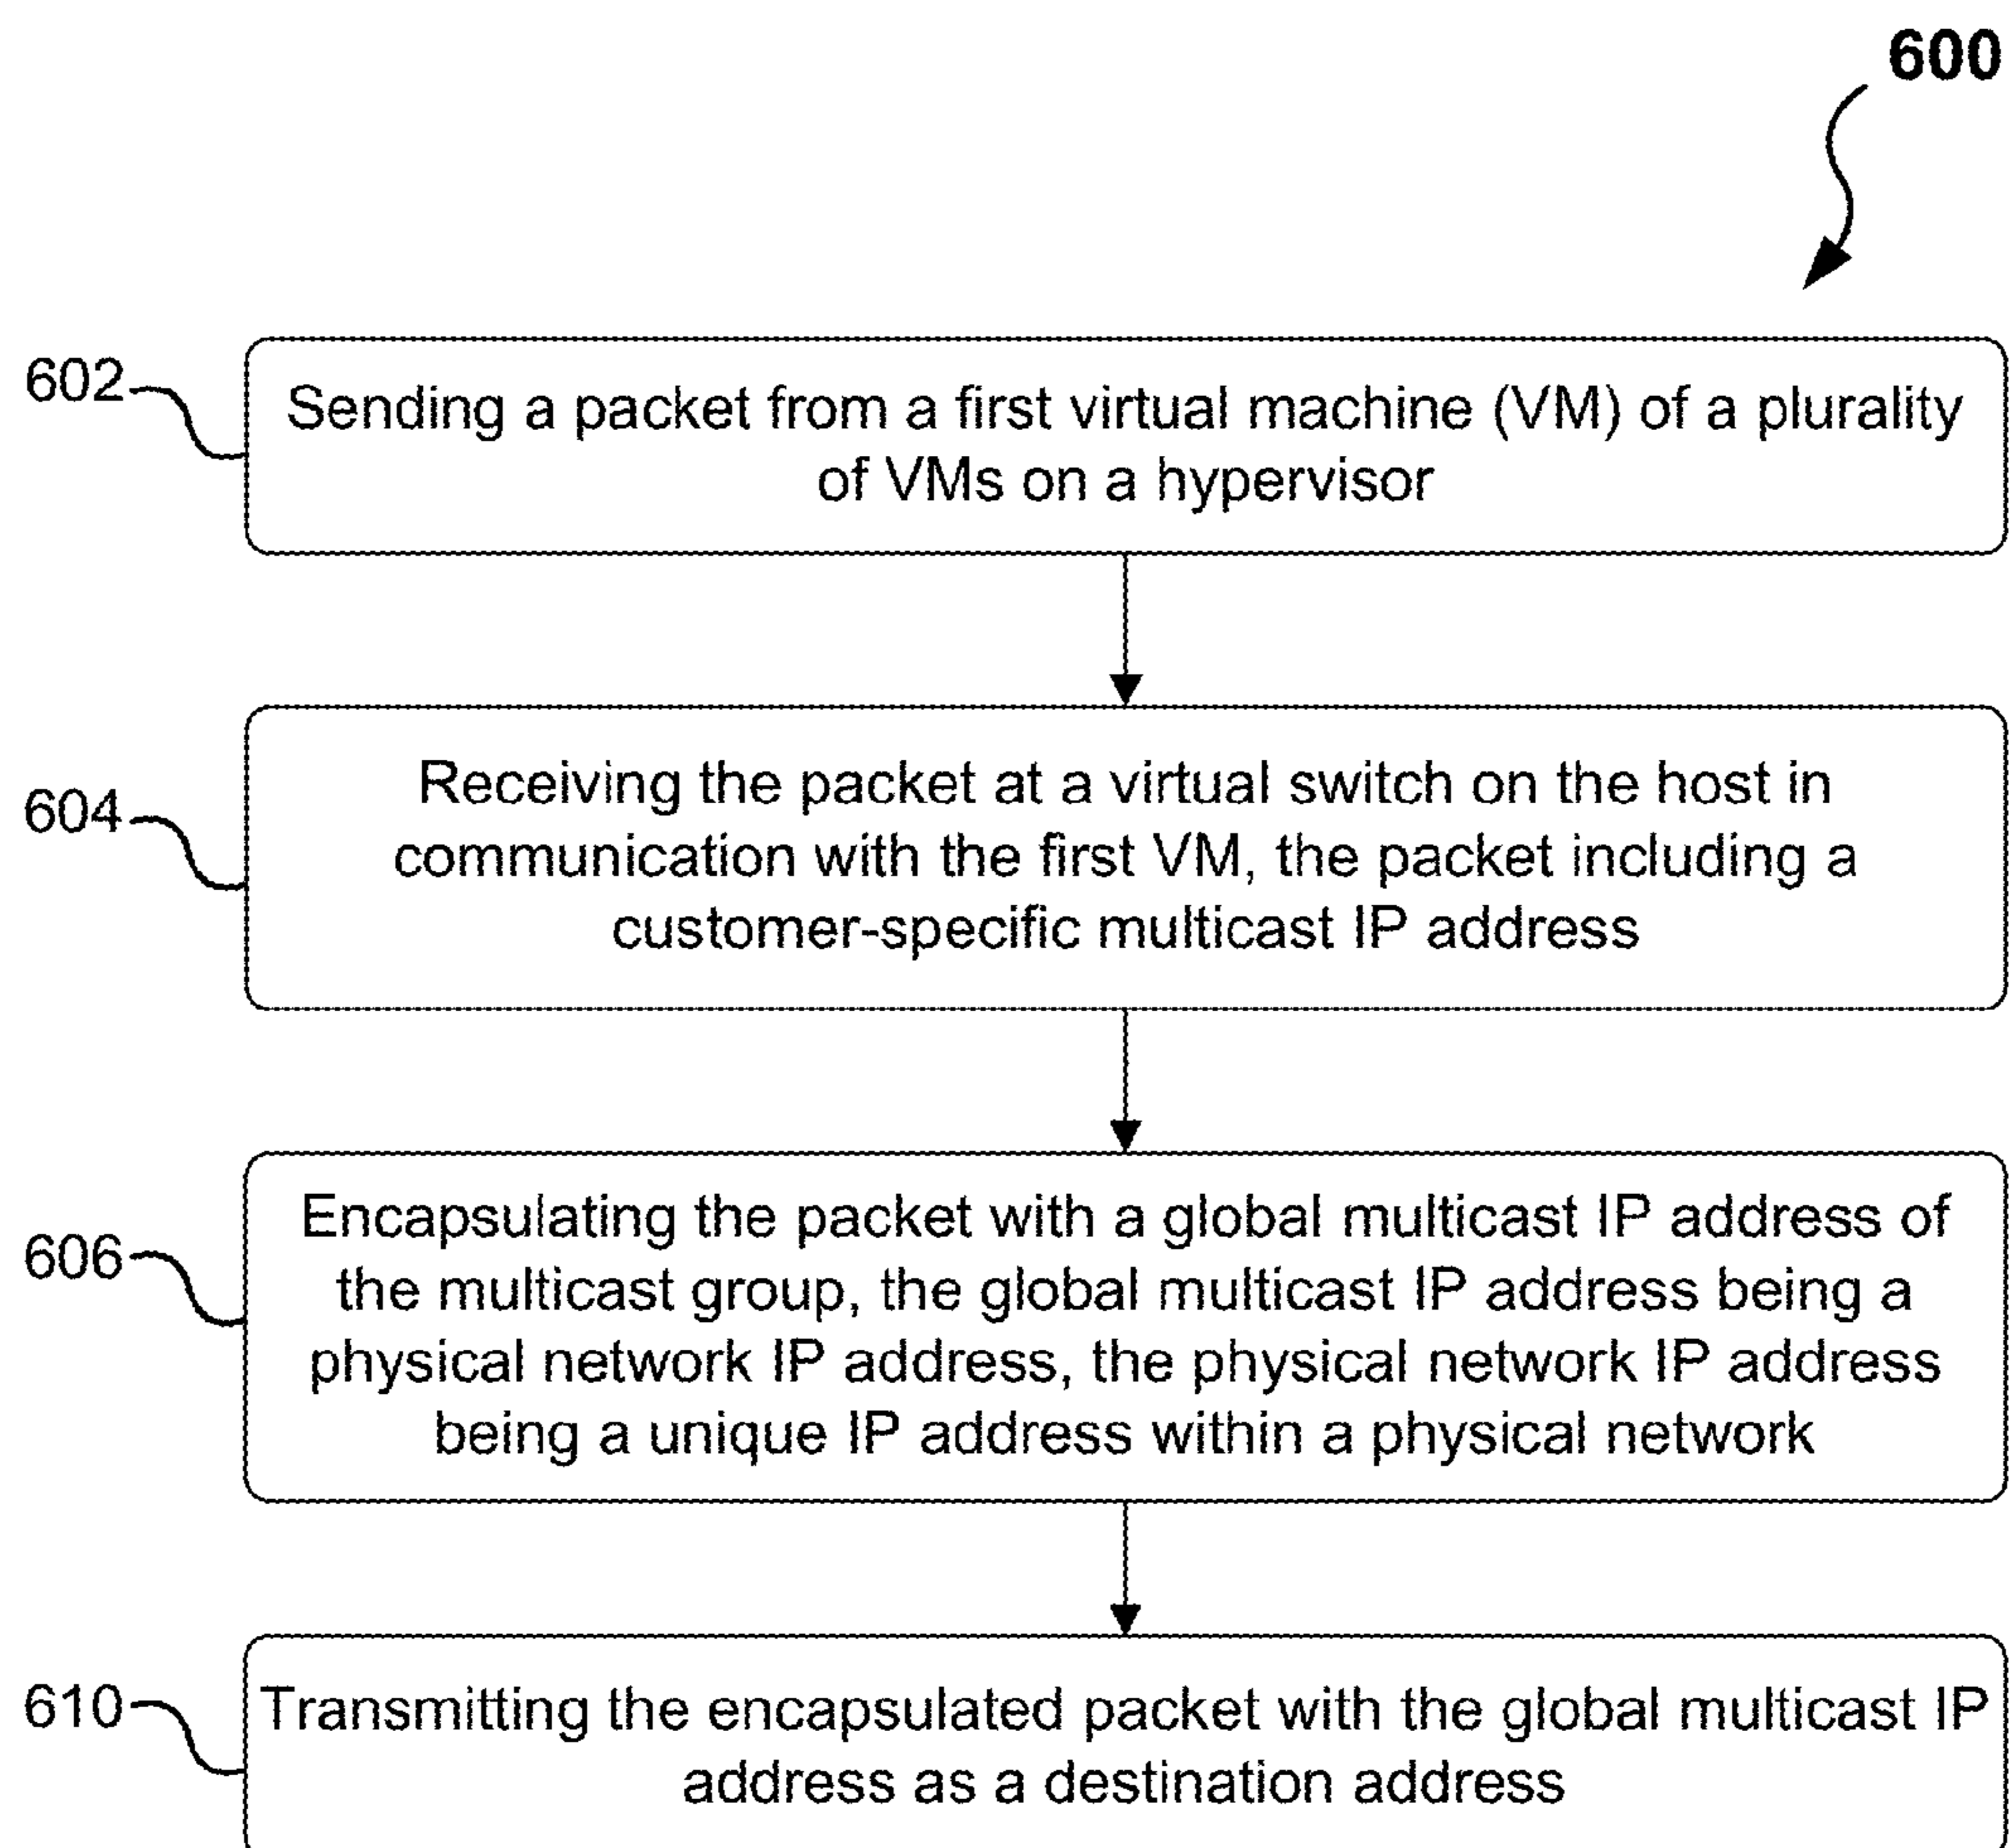 600
602
Sending a packet from a first virtual machine (VM) of a plurality
of VMs on a hypervisor
604
Receiving the packet at a virtual switch on the host in
communication with the first VM, the packet including a
customer-specific multicast IP address
606
Encapsulating the packet with a global multicast IP address of
the multicast group, the global multicast IP address being a
physical network IP address, the physical network IP address
being a unique IP address within a physical network
610
Transmitting the encapsulated packet with the global multicast IP
address as a destination address